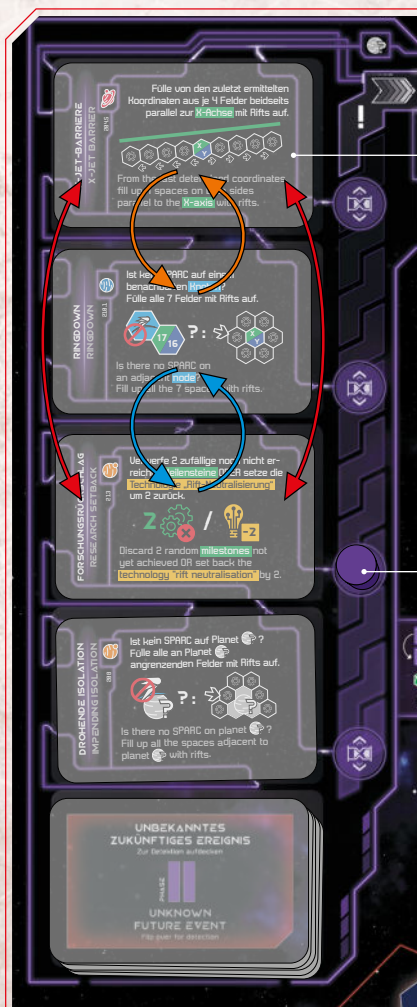 X-JET-BARRIERE
X-JET BARRIER
Fülle von den zuletzt ermittelten
Koordinaten aus je 4 Felder beidseits
parallel zur X-Achse mit Rifts auf.
X
Y
From the last determined coordinates
fill up 4 spaces on both sides
parallel to the X-axis with rifts.
!
RINGDOWN
RINGDOWN
Ist kein SPARC auf einem
benachbarten Knoten?
Fülle alle 7 Felder mit Rifts auf.
17
16
?:
X
Y
Is there no SPARC on
an adjacent node?
Fill up all the 7 spaces with rifts.
FORSCHUNGSRÜCKSCHLAG
RESEARCH SETBACK
213
Verwerfe 2 zufällige noch nicht er-
reichte Meilensteine ODER setze die
Technologie „Rift-Neutralisierung"
um 2 zurück.
2
/
-2
Discard 2 random milestones not
yet achieved OR set back the
technology "rift neutralisation" by 2.
DROHENDE ISOLATION
IMPENDING ISOLATION
Ist kein SPARC auf Planet ?
Fülle alle an Planet
angrenzenden Felder mit Rifts auf.
?:
Is there no SPARC on planet ?
Fill up all the spaces adjacent to
planet with rifts.
UNBEKANNTES
ZUKÜNFTIGES EREIGNIS
Zur Detektion aufdecken
PHASE
II
UNKNOWN
FUTURE EVENT
Flip over for detection